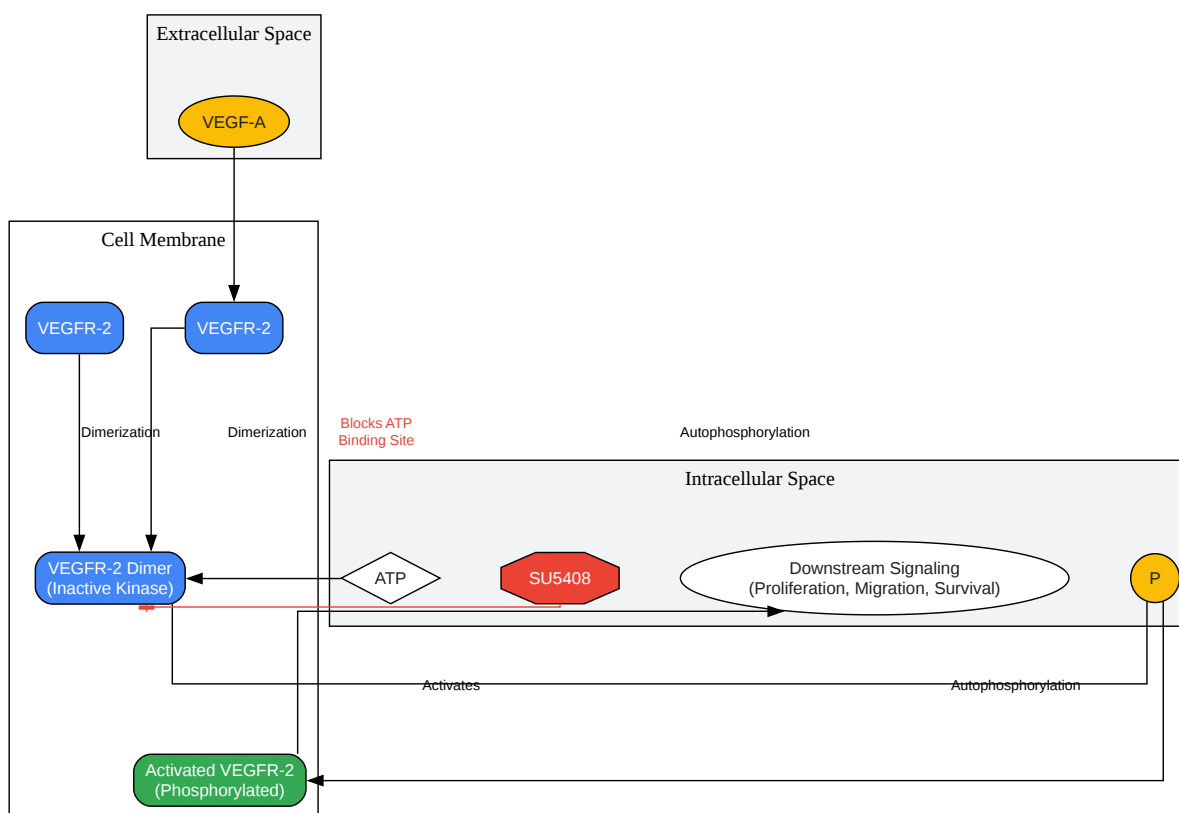 Extracellular Space
VEGF-A
Cell Membrane
VEGFR-2
VEGFR-2
Dimerization
Dimerization
Blocks ATP
Binding Site
Autophosphorylation
Intracellular Space
VEGFR-2 Dimer
(Inactive Kinase)
ATP
SU5408
Downstream Signaling
(Proliferation, Migration, Survival)
P
Activates
Autophosphorylation
Activated VEGFR-2
(Phosphorylated)